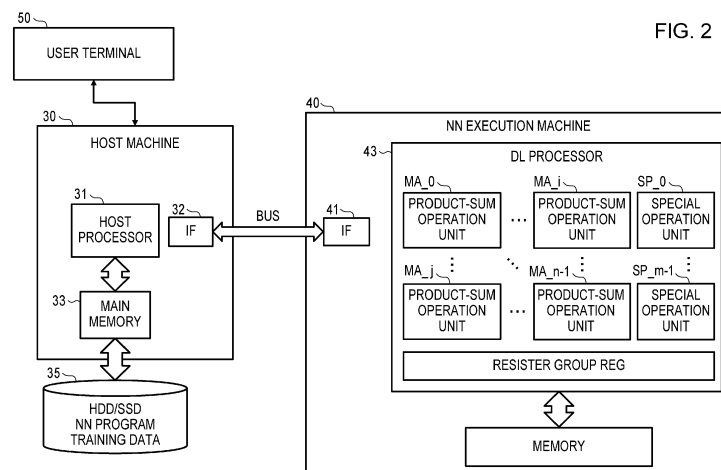 FIG. 2
50
USER TERMINAL
30
HOST MACHINE
31
HOST
PROCESSOR
32
IF
BUS
33
MAIN
MEMORY
35
HDD/SSD
NN PROGRAM
TRAINING DATA
40
NN EXECUTION MACHINE
41
IF
43
DL PROCESSOR
MA_0
PRODUCT-SUM
OPERATION
UNIT
MA_i
PRODUCT-SUM
OPERATION
UNIT
SP_0
SPECIAL
OPERATION
UNIT
MA_j
PRODUCT-SUM
OPERATION
UNIT
MA_n-1
PRODUCT-SUM
OPERATION
UNIT
SP_m-1
SPECIAL
OPERATION
UNIT
RESISTER GROUP REG
MEMORY